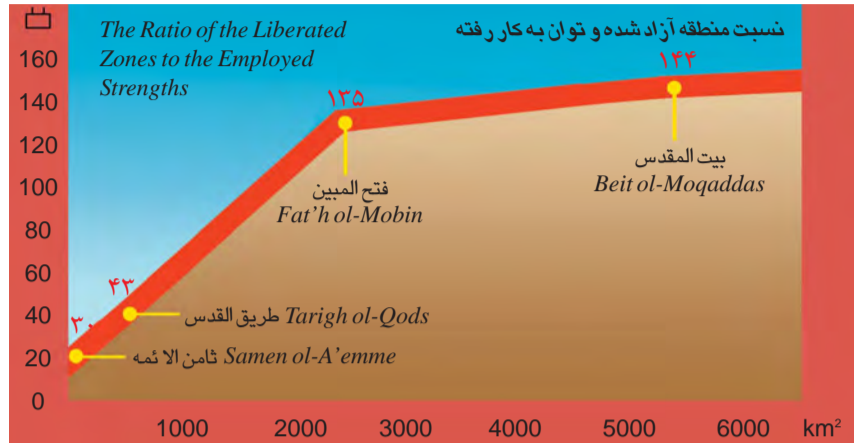 The Ratio of the Liberated
Zones to the Employed
Strengths
نسبت منطقه آزاد شده و توان به کار رفته
160
140
120
100
80
60
40
20
0
۱۴۴
۱۳۵
۴۳
۳۰
بیت المقدس
Beit ol-Moqaddas
فتح المبین
Fat'h ol-Mobin
طریق القدس Tarigh ol-Qods
ثامن الائمه Samen ol-A'emme
1000 2000 3000 4000 5000 6000 km²